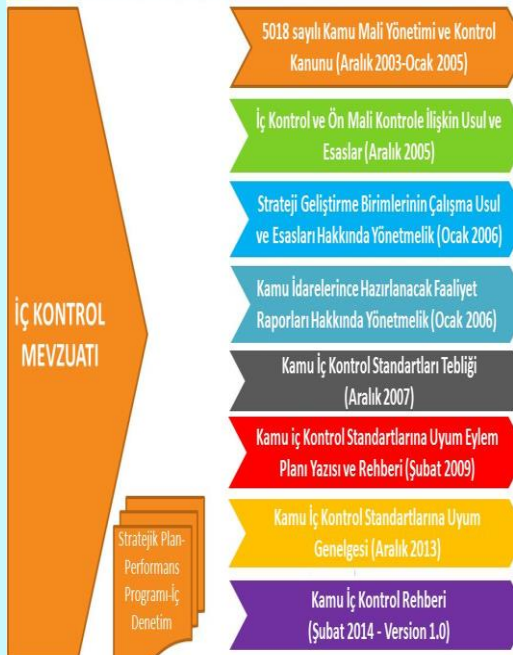 İÇ KONTROL
MEVZUATI
Stratejik Plan-
Performans
Programı-İç
Denetim
5018 sayılı Kamu Mali Yönetimi ve Kontrol
Kanunu (Aralık 2003-Ocak 2005)
İç Kontrol ve Ön Mali Kontrole İlişkin Usul ve
Esaslar (Aralık 2005)
Strateji Geliştirme Birimlerinin Çalışma Usul
ve Esasları Hakkında Yönetmelik (Ocak 2006)
Kamu İdarelerince Hazırlanacak Faaliyet
Raporları Hakkında Yönetmelik (Ocak 2006)
Kamu İç Kontrol Standartları Tebliği
(Aralık 2007)
Kamu iç Kontrol Standartlarına Uyum Eylem
Planı Yazısı ve Rehberi (Şubat 2009)
Kamu İç Kontrol Standartlarına Uyum
Genelgesi (Aralık 2013)
Kamu İç Kontrol Rehberi
(Şubat 2014 - Version 1.0)